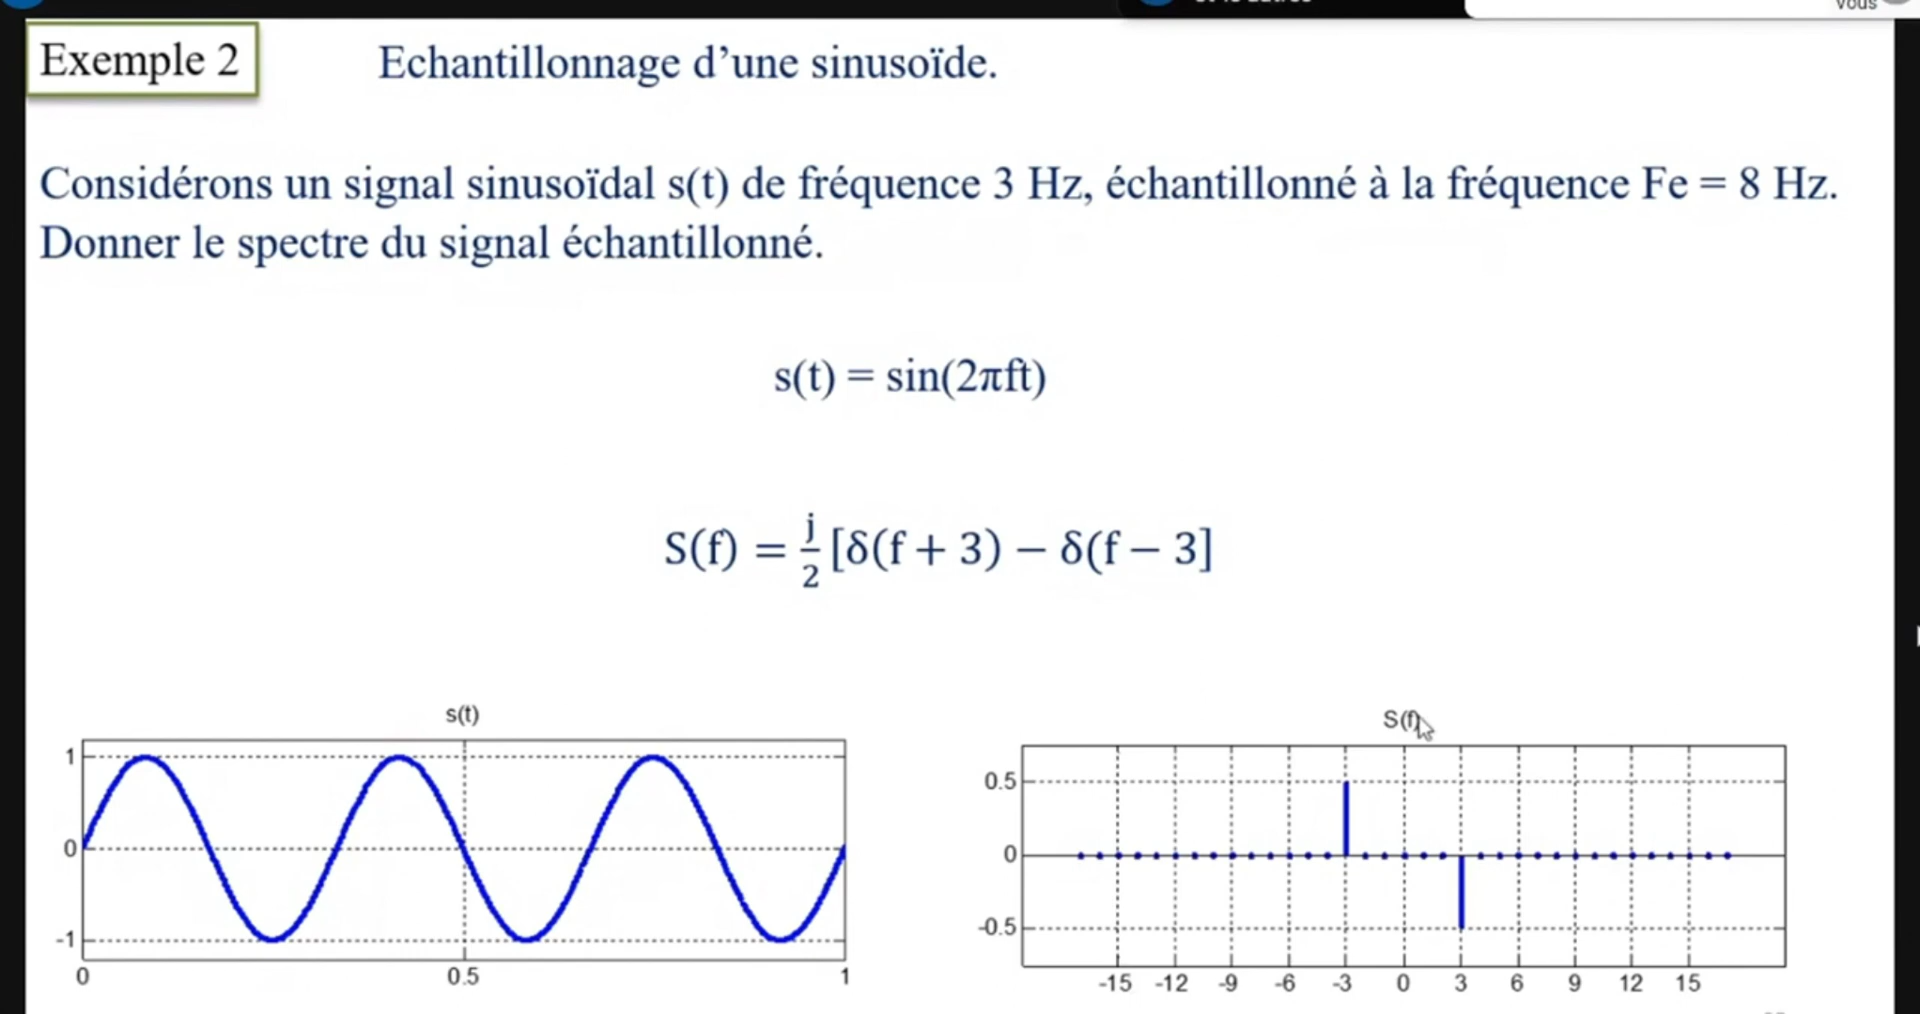 vous
Exemple 2
Echantillonnage d’une sinusoïde.
Considérons un signal sinusoïdal s(t) de fréquence 3 Hz, échantillonné à la fréquence Fe = 8 Hz.
Donner le spectre du signal échantillonné.
s(t) = sin(2πft)
S(f) = j/2 [δ(f + 3) − δ(f − 3]
s(t)
1
0
-1
0 0.5 1
S(f)
0.5
0
-0.5
-15 -12 -9 -6 -3 0 3 6 9 12 15